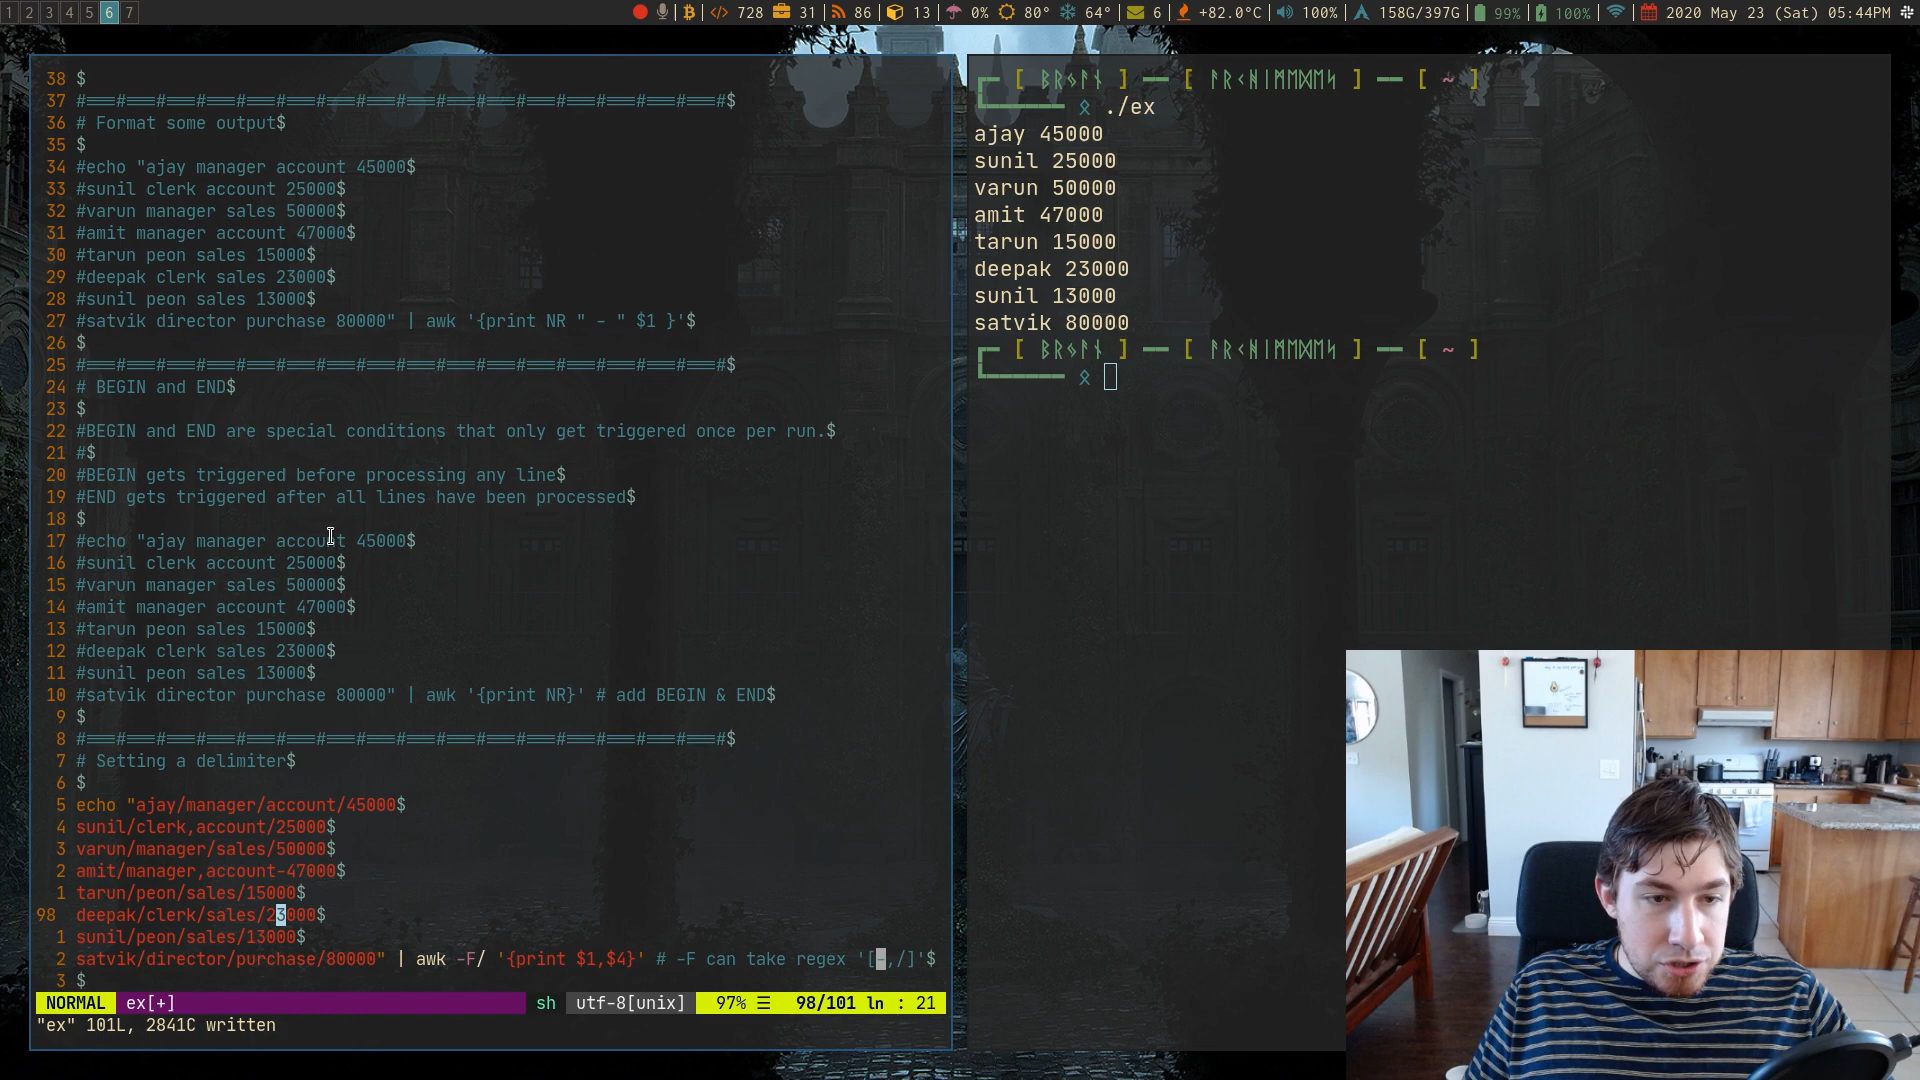 1 2 3 4 5 6 7
728 31 86 13 0% 80° 64° 6 +82.0°C 100% 158G/397G 99% 100% 2020 May 23 (Sat) 05:44PM
38 $
37 #===#===#===#===#===#===#===#===#===#===#===#===#===#===#===#===#$
36 # Format some output$
35 $
34 #echo "ajay manager account 45000$
33 #sunil clerk account 25000$
32 #varun manager sales 50000$
31 #amit manager account 47000$
30 #tarun peon sales 15000$
29 #deepak clerk sales 23000$
28 #sunil peon sales 13000$
27 #satvik director purchase 80000" | awk '{print NR " - " $1 }'$
26 $
25 #===#===#===#===#===#===#===#===#===#===#===#===#===#===#===#===#$
24 # BEGIN and END$
23 $
22 #BEGIN and END are special conditions that only get triggered once per run.$
21 #$
20 #BEGIN gets triggered before processing any line$
19 #END gets triggered after all lines have been processed$
18 $
17 #echo "ajay manager account 45000$
16 #sunil clerk account 25000$
15 #varun manager sales 50000$
14 #amit manager account 47000$
13 #tarun peon sales 15000$
12 #deepak clerk sales 23000$
11 #sunil peon sales 13000$
10 #satvik director purchase 80000" | awk '{print NR}' # add BEGIN & END$
9 $
8 #===#===#===#===#===#===#===#===#===#===#===#===#===#===#===#===#$
7 # Setting a delimiter$
6 $
5 echo "ajay/manager/account/45000$
4 sunil/clerk,account/25000$
3 varun/manager/sales/50000$
2 amit/manager,account-47000$
1 tarun/peon/sales/15000$
98 deepak/clerk/sales/23000$
1 sunil/peon/sales/13000$
2 satvik/director/purchase/80000" | awk -F/ '{print $1,$4}' # -F can take regex '[-,/]'$
3 $
NORMAL ex[+] sh utf-8[unix] 97% ☰ 98/101 ln : 21
"ex" 101L, 2841C written
[ ᛒᚱᛃᚨᚾ ] ── [ ᚨᚱᚲᚺᛁᛗᛖᛞᛖᛋ ] ── [ ~ ]
ᛟ ./ex
ajay 45000
sunil 25000
varun 50000
amit 47000
tarun 15000
deepak 23000
sunil 13000
satvik 80000
[ ᛒᚱᛃᚨᚾ ] ── [ ᚨᚱᚲᚺᛁᛗᛖᛞᛖᛋ ] ── [ ~ ]
ᛟ